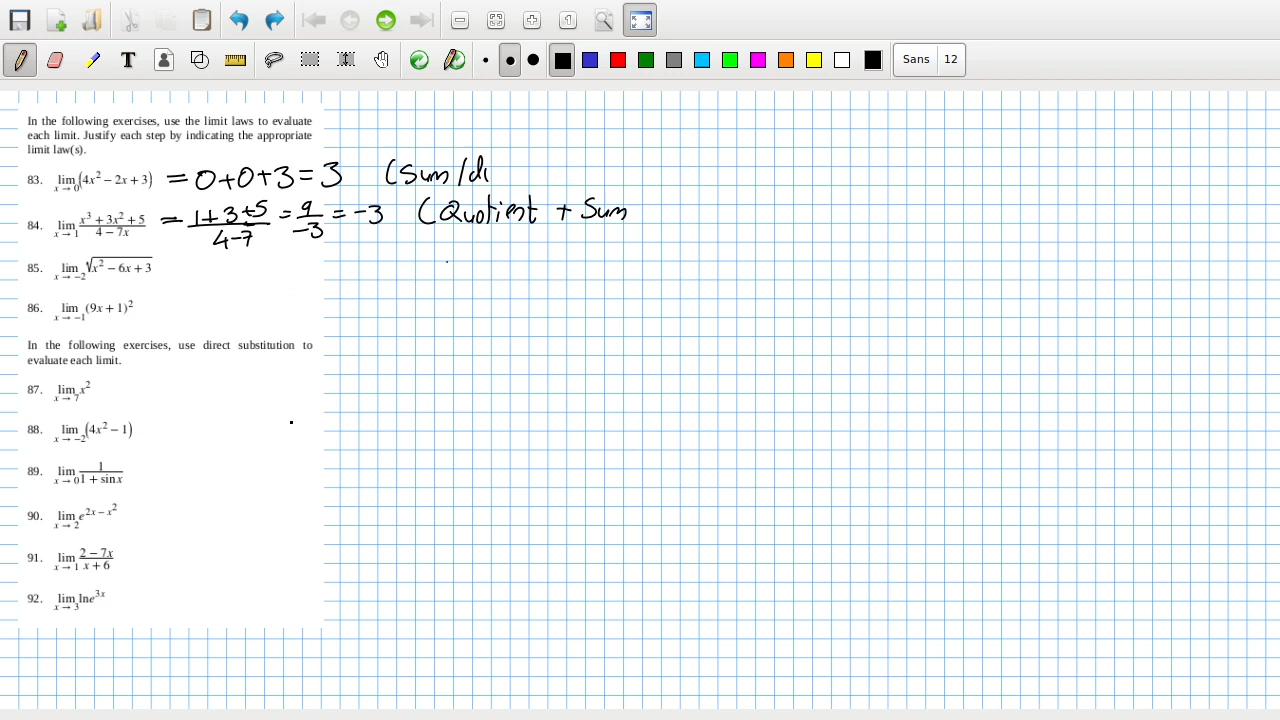 Sans 12
In the following exercises, use the limit laws to evaluate
each limit. Justify each step by indicating the appropriate
limit law(s).
83. lim x → 0 (4x² − 2x + 3) = 0+0+3 = 3 (Sum/di
84. lim x → 1 (x³ + 3x² + 5)/(4 − 7x) = (1+3+5)/(4-7) = 9/-3 = -3 (Quotient + Sum
85. lim x → −2 √(x² − 6x + 3)
86. lim x → −1 (9x + 1)²
In the following exercises, use direct substitution to
evaluate each limit.
87. lim x → 7 x²
88. lim x → −2 (4x² − 1)
89. lim x → 0 1/(1 + sin x)
90. lim x → 2 e^(2x − x²)
91. lim x → 1 (2 − 7x)/(x + 6)
92. lim x → 3 ln e^(3x)